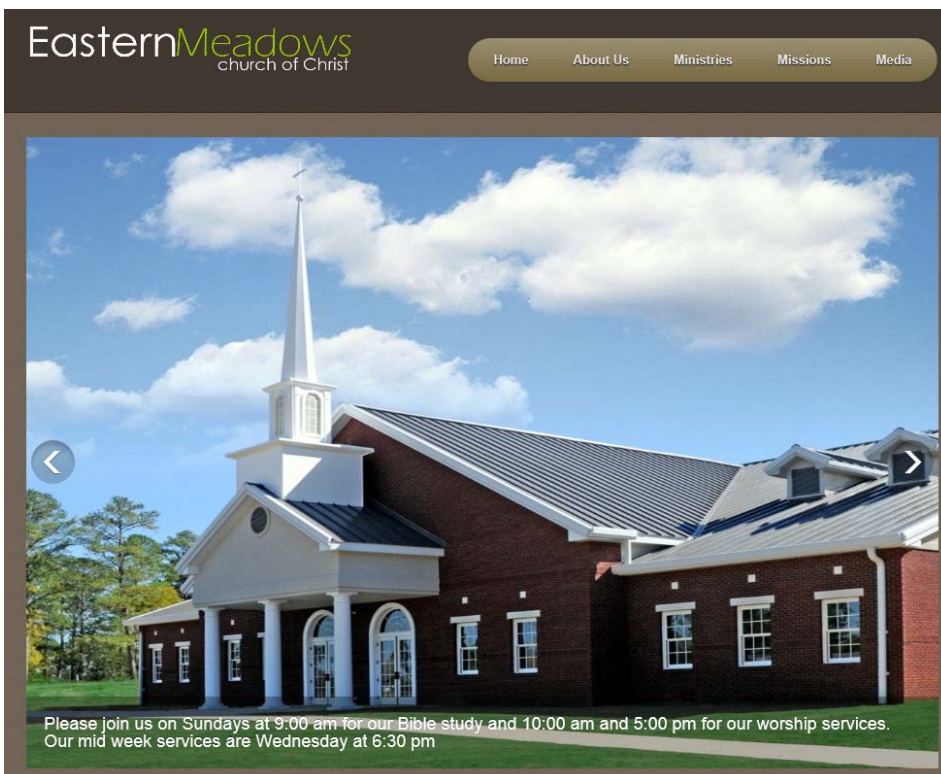 EasternMeadows
church of Christ
Home About Us Ministries Missions Media
Please join us on Sundays at 9:00 am for our Bible study and 10:00 am and 5:00 pm for our worship services.
Our mid week services are Wednesday at 6:30 pm